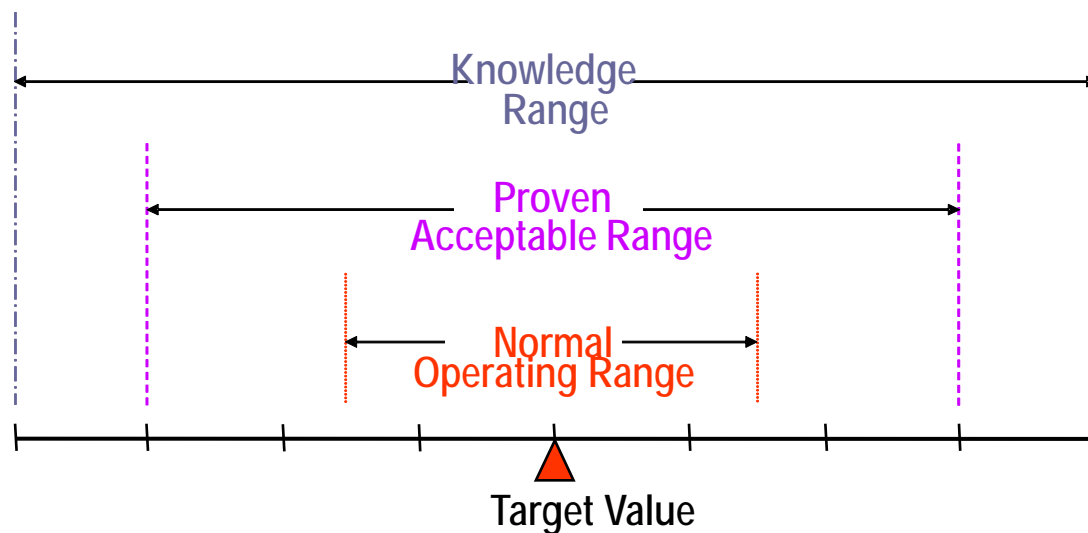 Knowledge
Range
Proven
Acceptable Range
Normal
Operating Range
Target Value